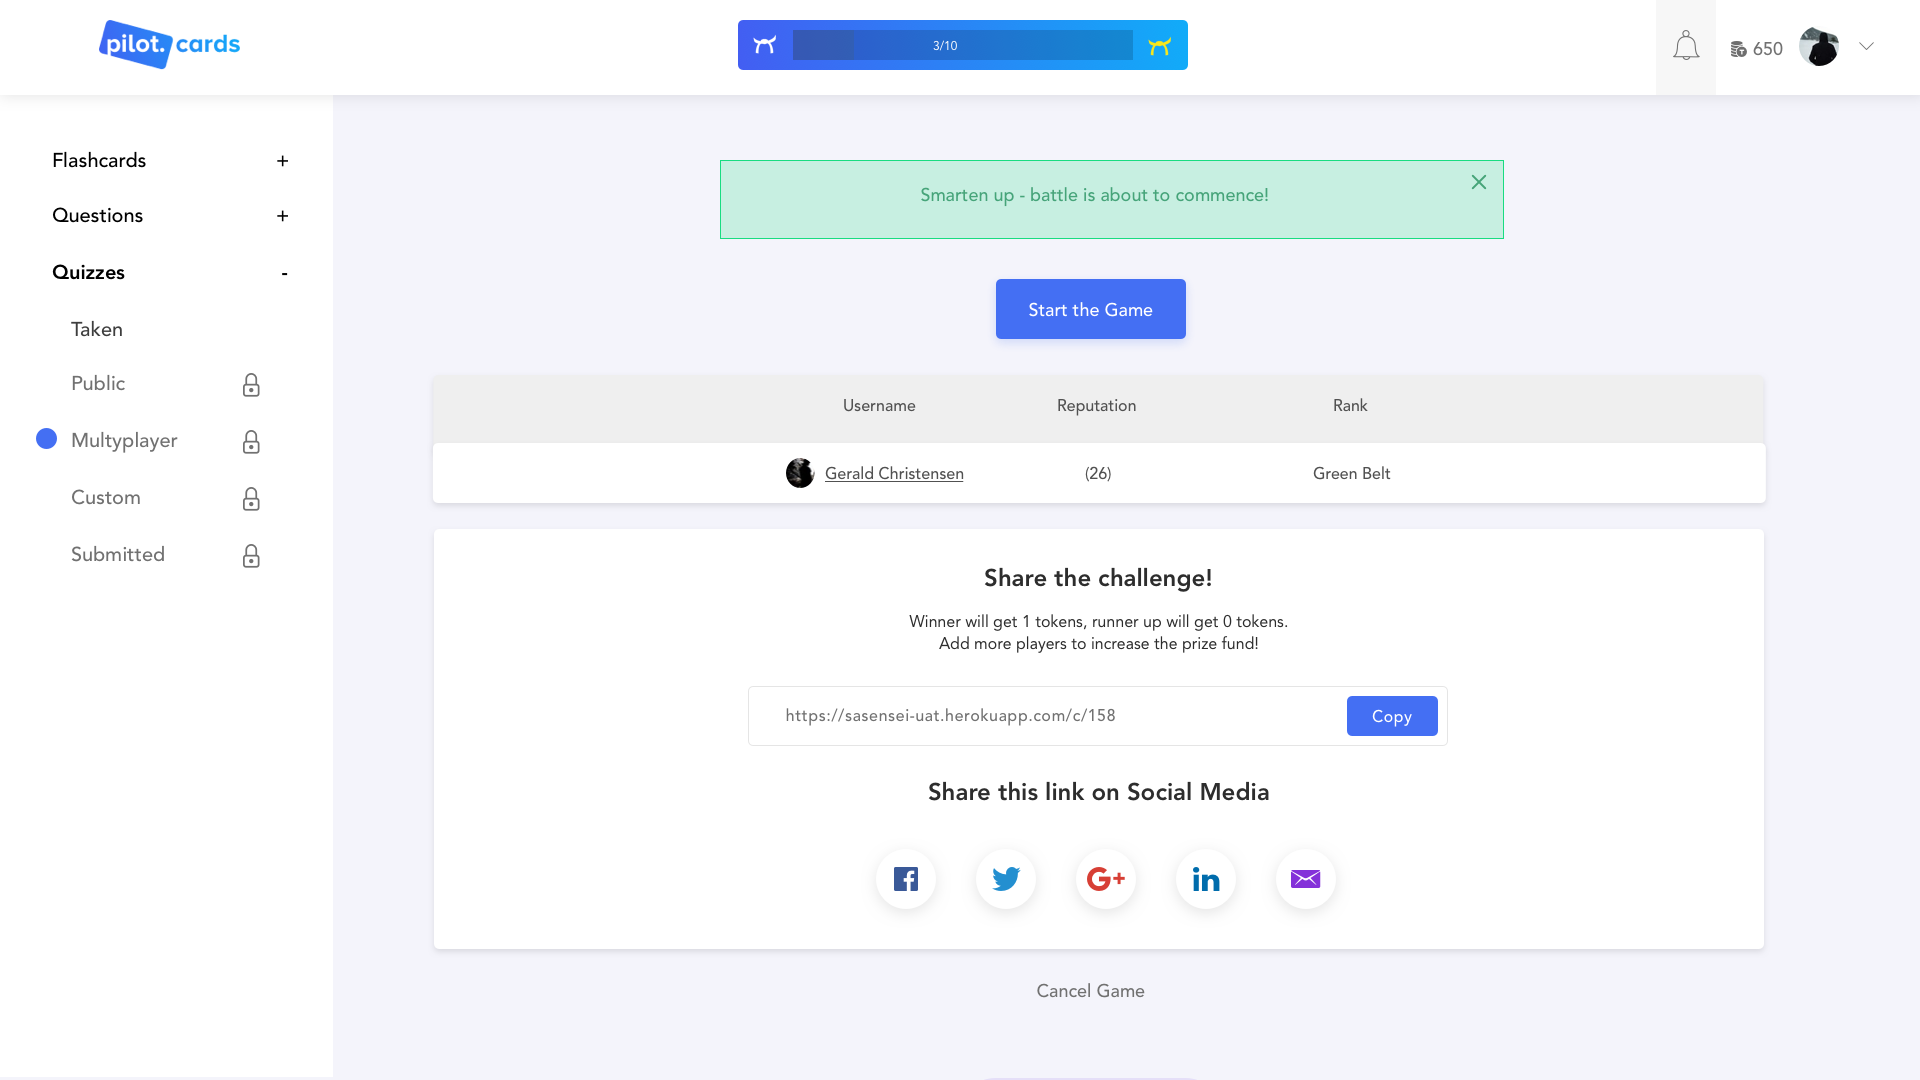 pilot.cards
3/10
650
Flashcards +
Questions +
Quizzes -
Taken
Public
Multyplayer
Custom
Submitted
Smarten up - battle is about to commence!
Start the Game
Username Reputation Rank
Gerald Christensen (26) Green Belt
Share the challenge!
Winner will get 1 tokens, runner up will get 0 tokens.
Add more players to increase the prize fund!
https://sasensei-uat.herokuapp.com/c/158 Copy
Share this link on Social Media
f G+ in
Cancel Game